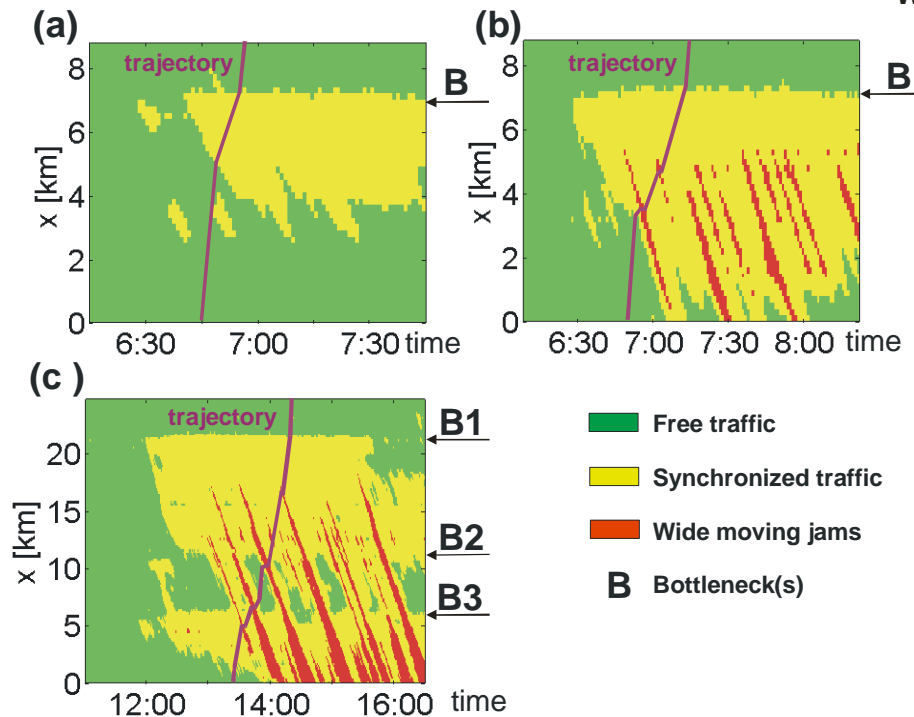 (a)
trajectory
B
x [km]
8
6
4
2
0
6:30
7:00
7:30
time
(b)
trajectory
B
x [km]
8
6
4
2
0
6:30
7:00
7:30
8:00
time
(c )
trajectory
B1
B2
B3
x [km]
20
15
10
5
0
12:00
14:00
16:00
time
Free traffic
Synchronized traffic
Wide moving jams
B Bottleneck(s)